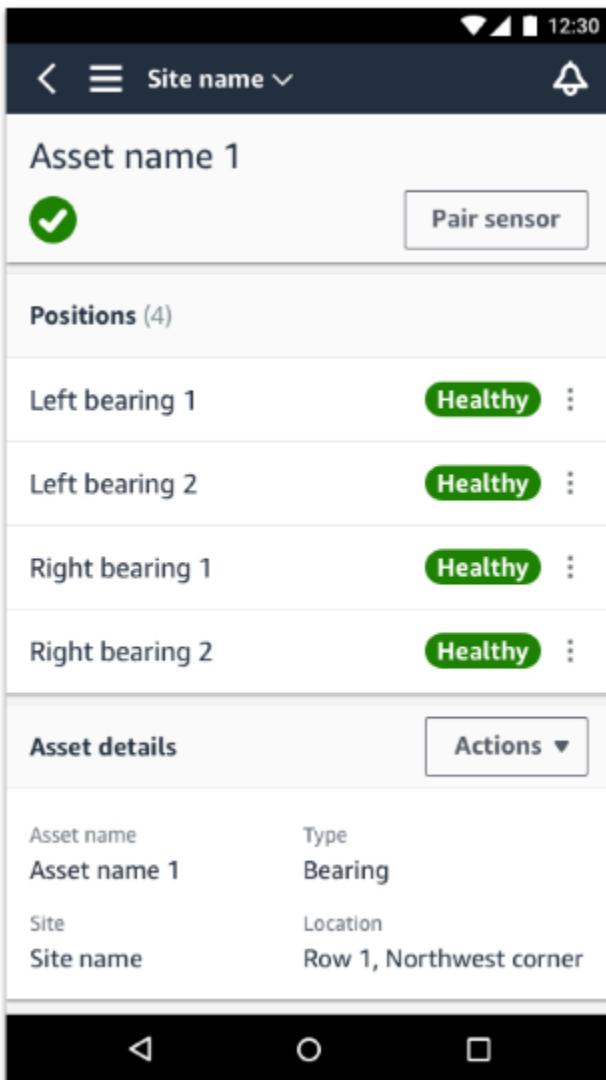 12:30
Site name
Asset name 1
Pair sensor
Positions (4)
Left bearing 1 Healthy
Left bearing 2 Healthy
Right bearing 1 Healthy
Right bearing 2 Healthy
Asset details Actions
Asset name Type
Asset name 1 Bearing
Site Location
Site name Row 1, Northwest corner